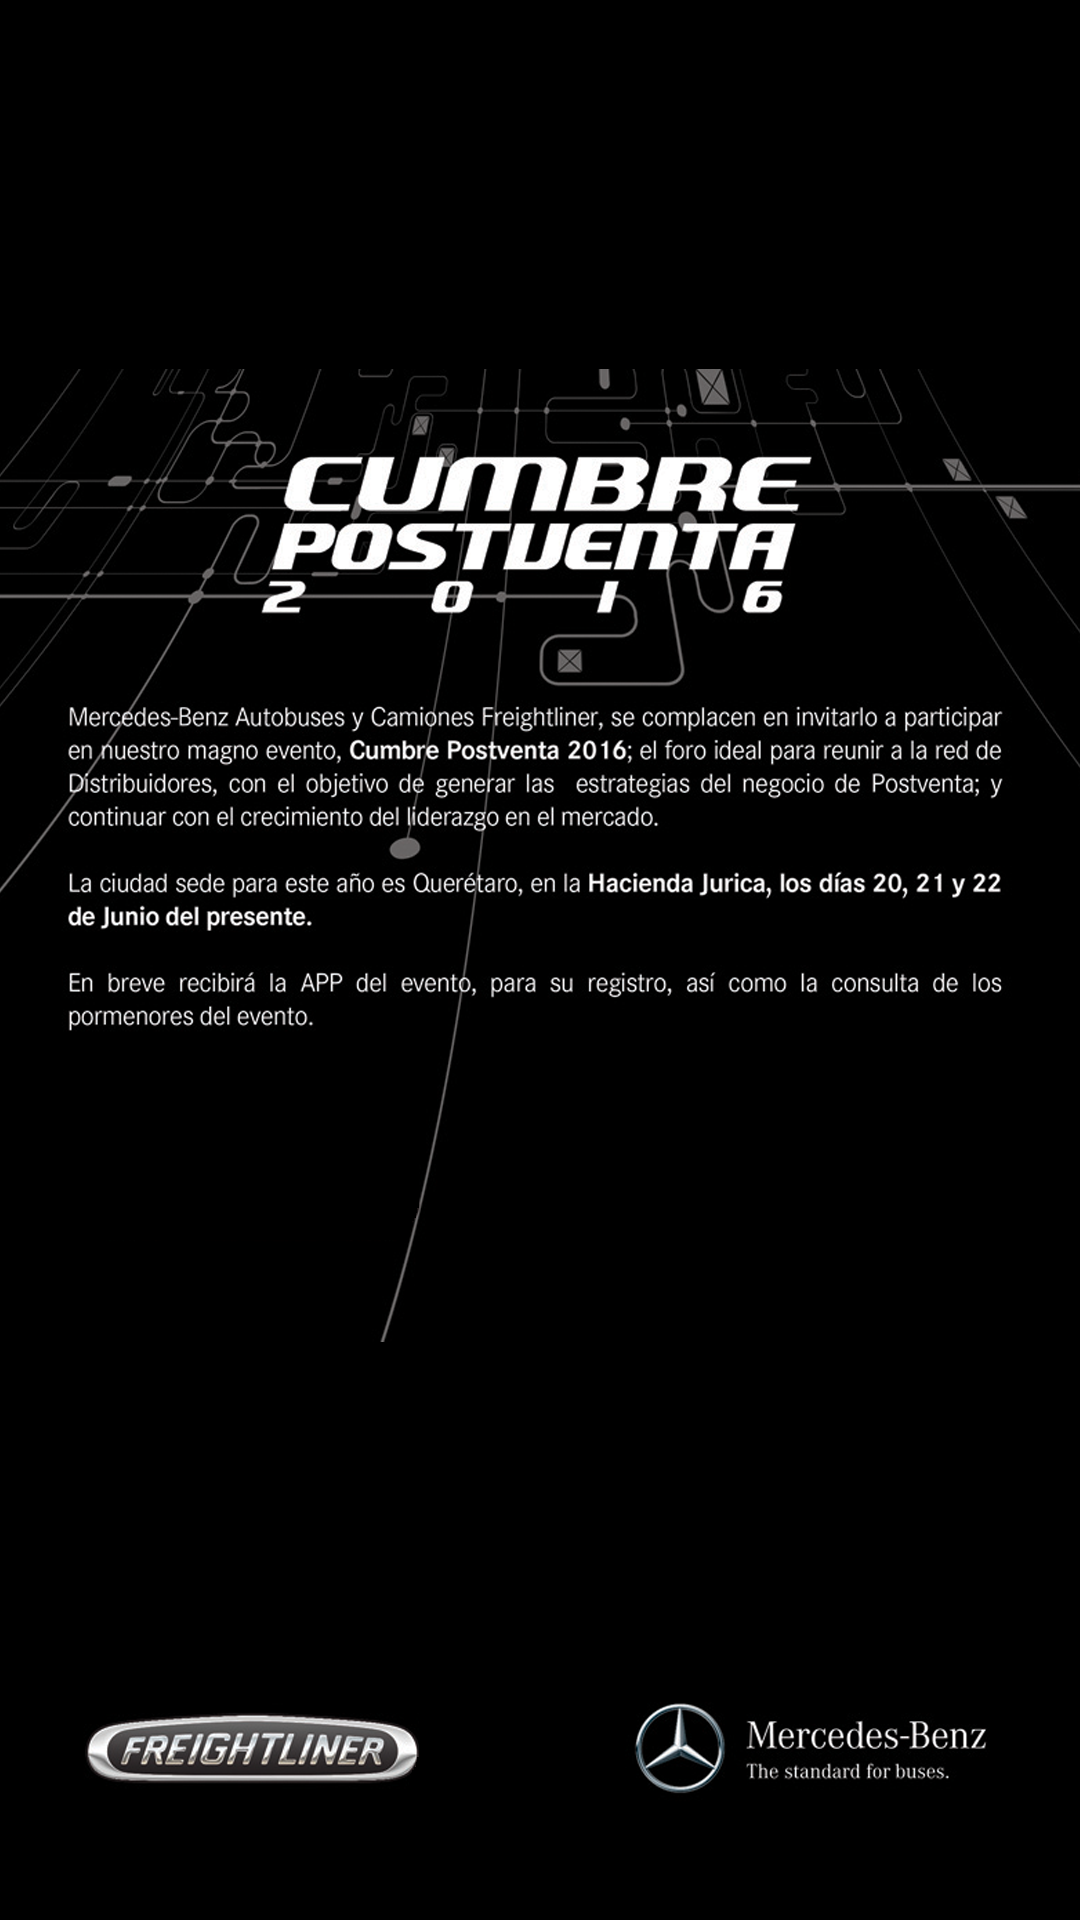 CUMBRE
POSTVENTA
2016
Mercedes-Benz Autobuses y Camiones Freightliner, se complacen en invitarlo a participar
en nuestro magno evento, Cumbre Postventa 2016; el foro ideal para reunir a la red de
Distribuidores, con el objetivo de generar las estrategias del negocio de Postventa; y
continuar con el crecimiento del liderazgo en el mercado.
La ciudad sede para este año es Querétaro, en la Hacienda Jurica, los días 20, 21 y 22
de Junio del presente.
En breve recibirá la APP del evento, para su registro, así como la consulta de los
pormenores del evento.
FREIGHTLINER
Mercedes-Benz
The standard for buses.